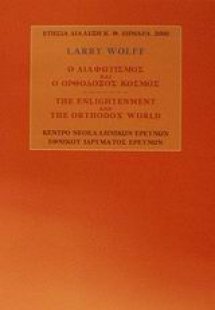 ΕΤΗΣΙΑ ΔΙΑΛΕΞΗ Κ. Θ. ΔΗΜΑΡΑ, 2000
LARRY WOLFF
Ο ΔΙΑΦΩΤΙΣΜΟΣ
ΚΑΙ
Ο ΟΡΘΟΔΟΞΟΣ ΚΟΣΜΟΣ
THE ENLIGHTENMENT
AND
THE ORTHODOX WORLD
ΚΕΝΤΡΟ ΝΕΟΕΛΛΗΝΙΚΩΝ ΕΡΕΥΝΩΝ
ΕΘΝΙΚΟΥ ΙΔΡΥΜΑΤΟΣ ΕΡΕΥΝΩΝ